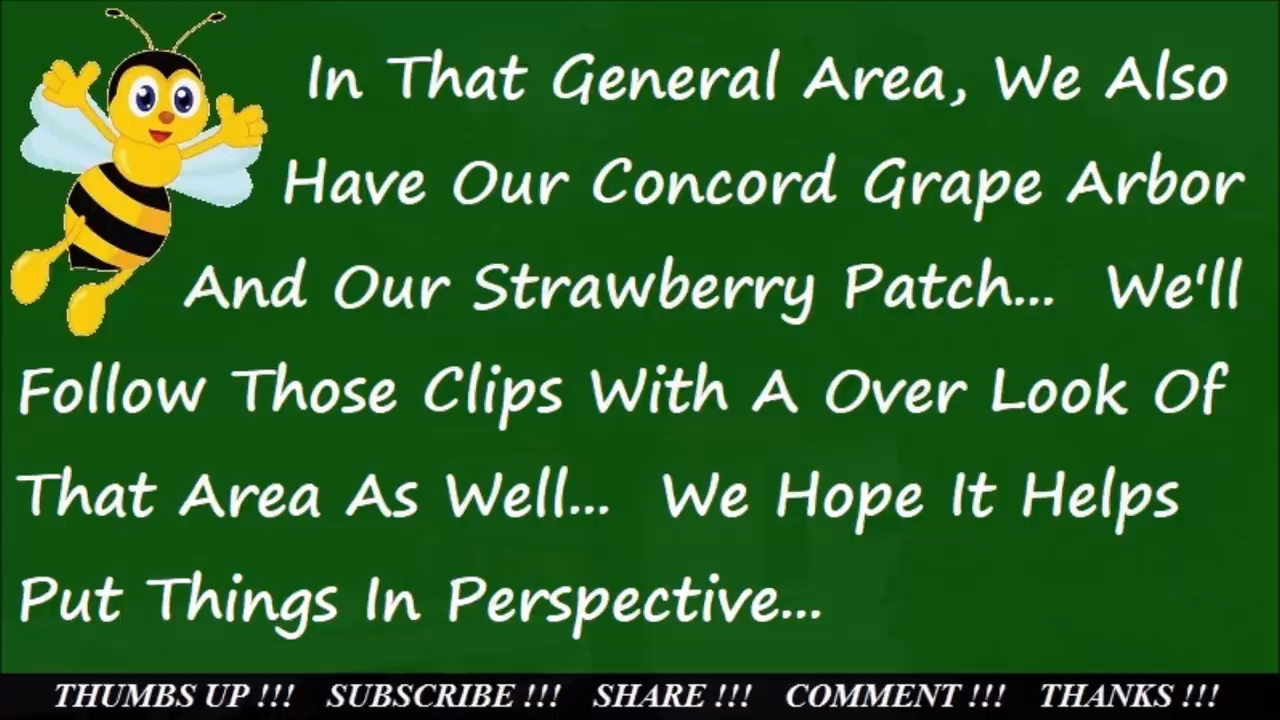 In That General Area, We Also
Have Our Concord Grape Arbor
And Our Strawberry Patch... We'll
Follow Those Clips With A Over Look Of
That Area As Well... We Hope It Helps
Put Things In Perspective...
THUMBS UP !!! SUBSCRIBE !!! SHARE !!! COMMENT !!! THANKS !!!